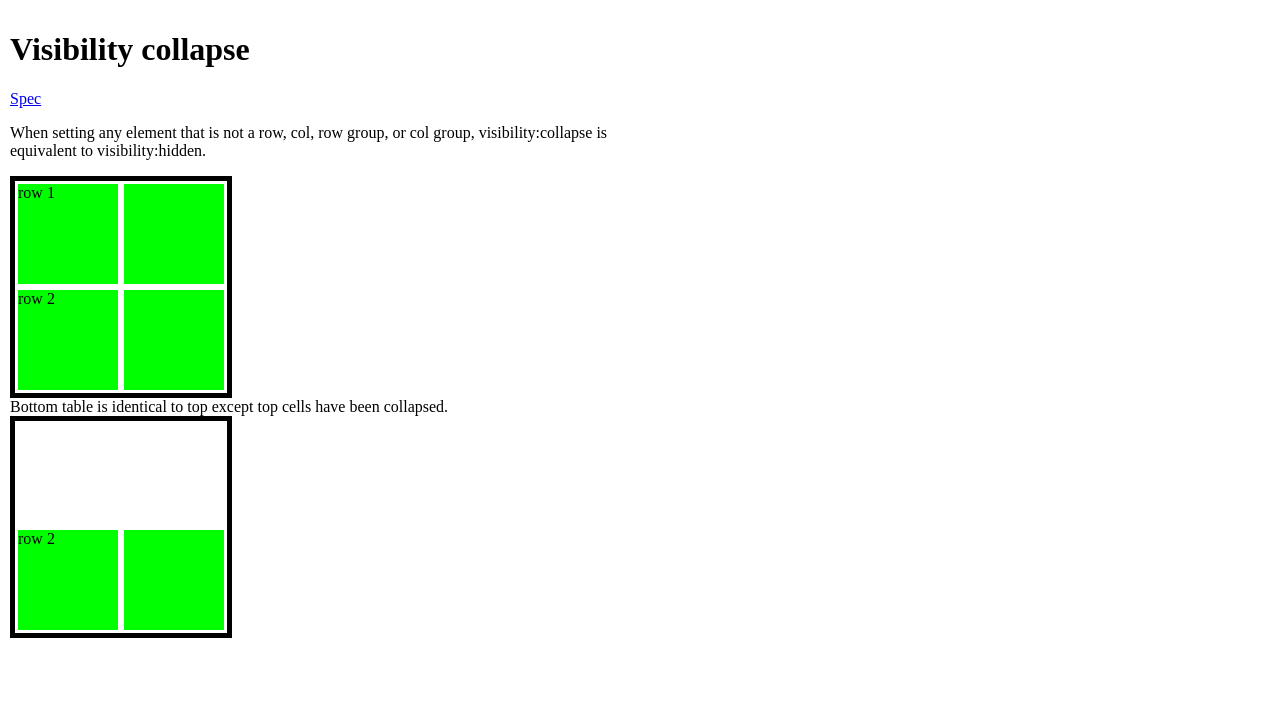 Visibility collapse
Spec
When setting any element that is not a row, col, row group, or col group, visibility:collapse is
equivalent to visibility:hidden.
row 1
row 2
Bottom table is identical to top except top cells have been collapsed.
row 2